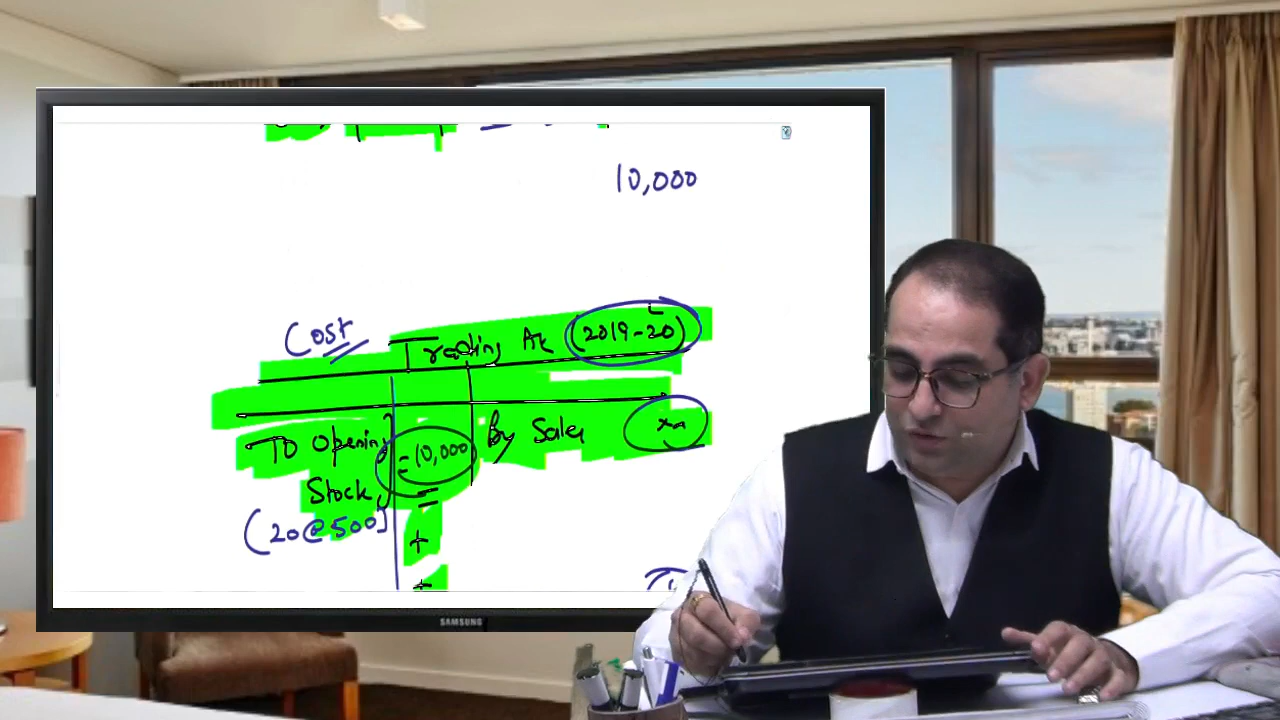 10,000
Cost
Trading A/c (2019-20)
To Opening
10,000
By Sales
xx
Stock
(20@500)
+
+
SAMSUNG